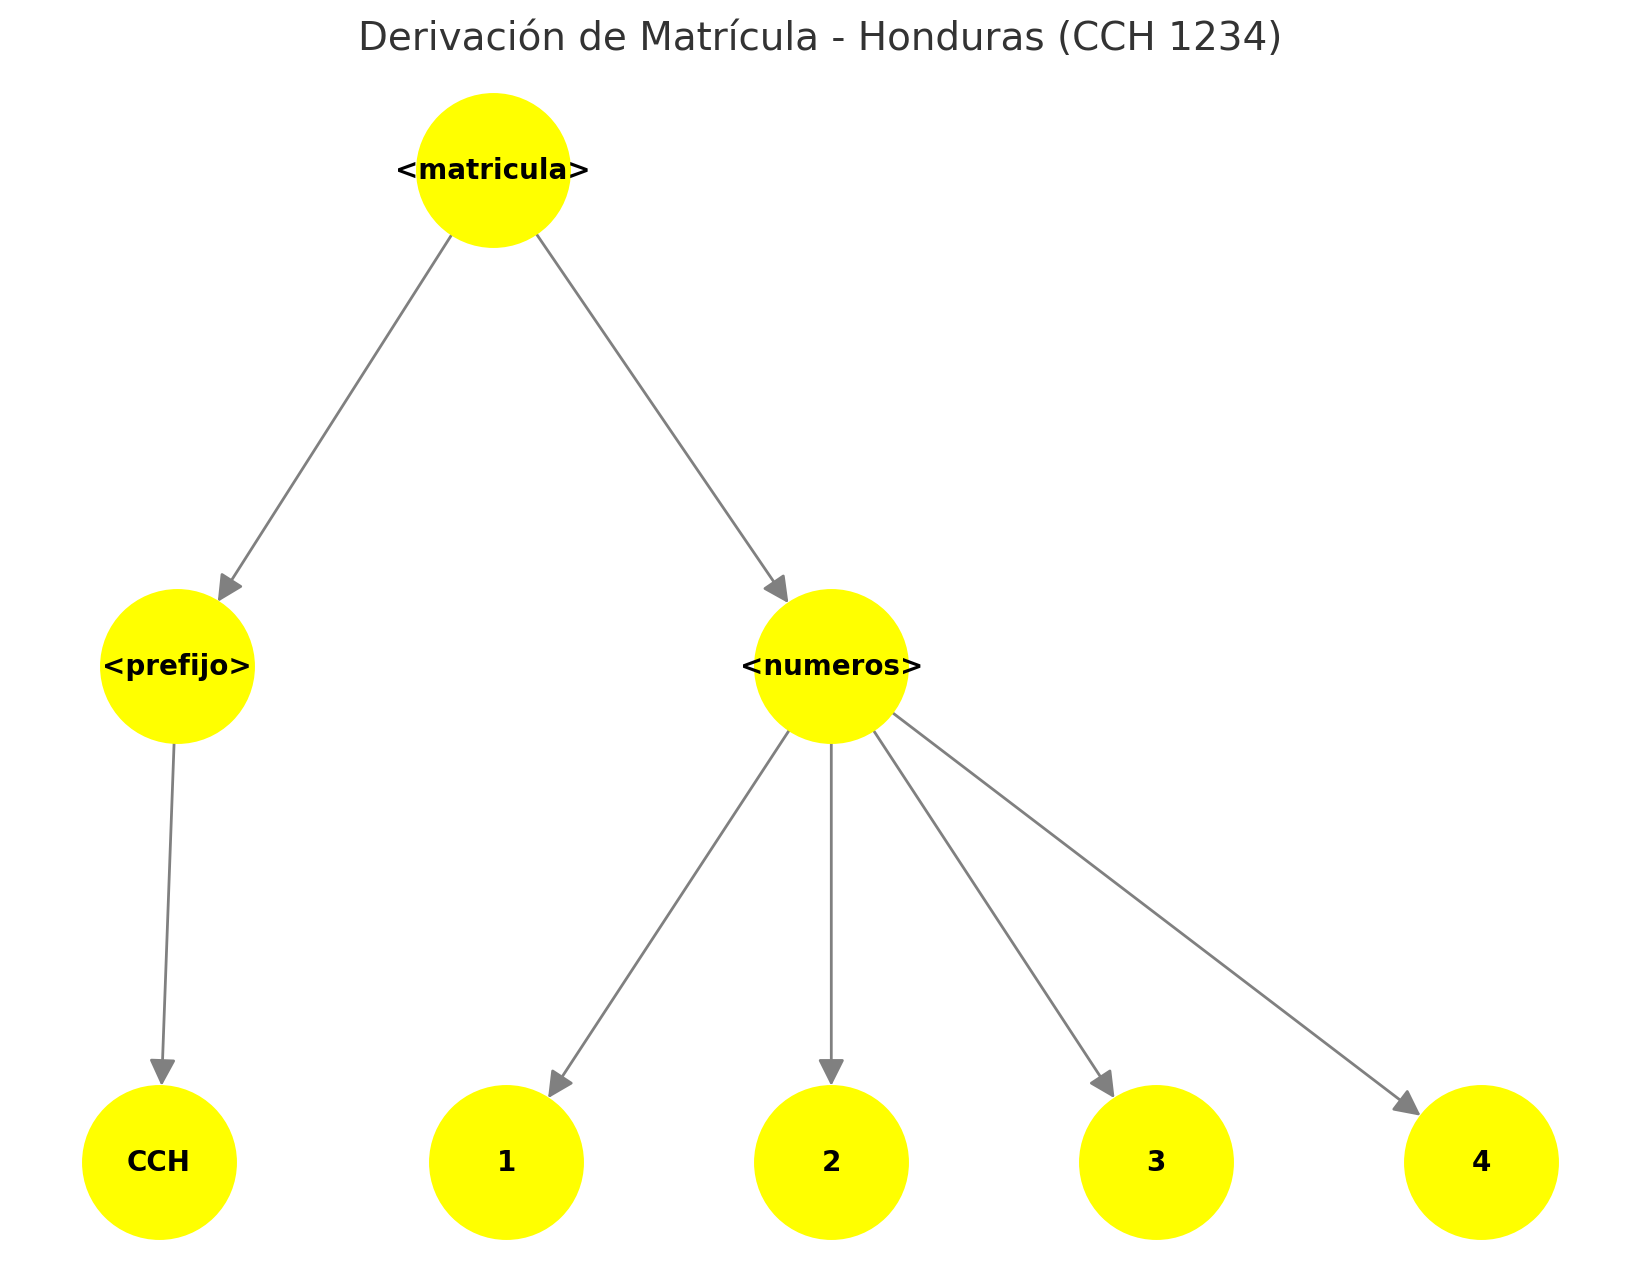 Derivación de Matrícula - Honduras (CCH 1234)
<matricula>
<prefijo>
<numeros>
CCH
1
2
3
4